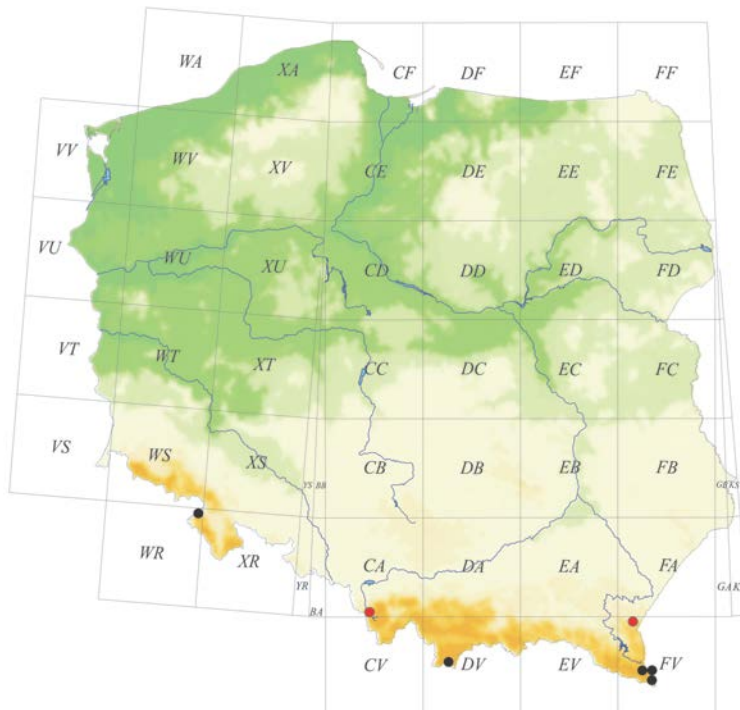 WA XA CF DF EF FF
VV WV XV CE DE EE FE
VU WU XU CD DD ED FD
VT WT XT CC DC EC FC
VS WS XS YS BB CB DB EB FB GB KS
WR XR YR BA CA DA EA FA GA
CV DV EV FV